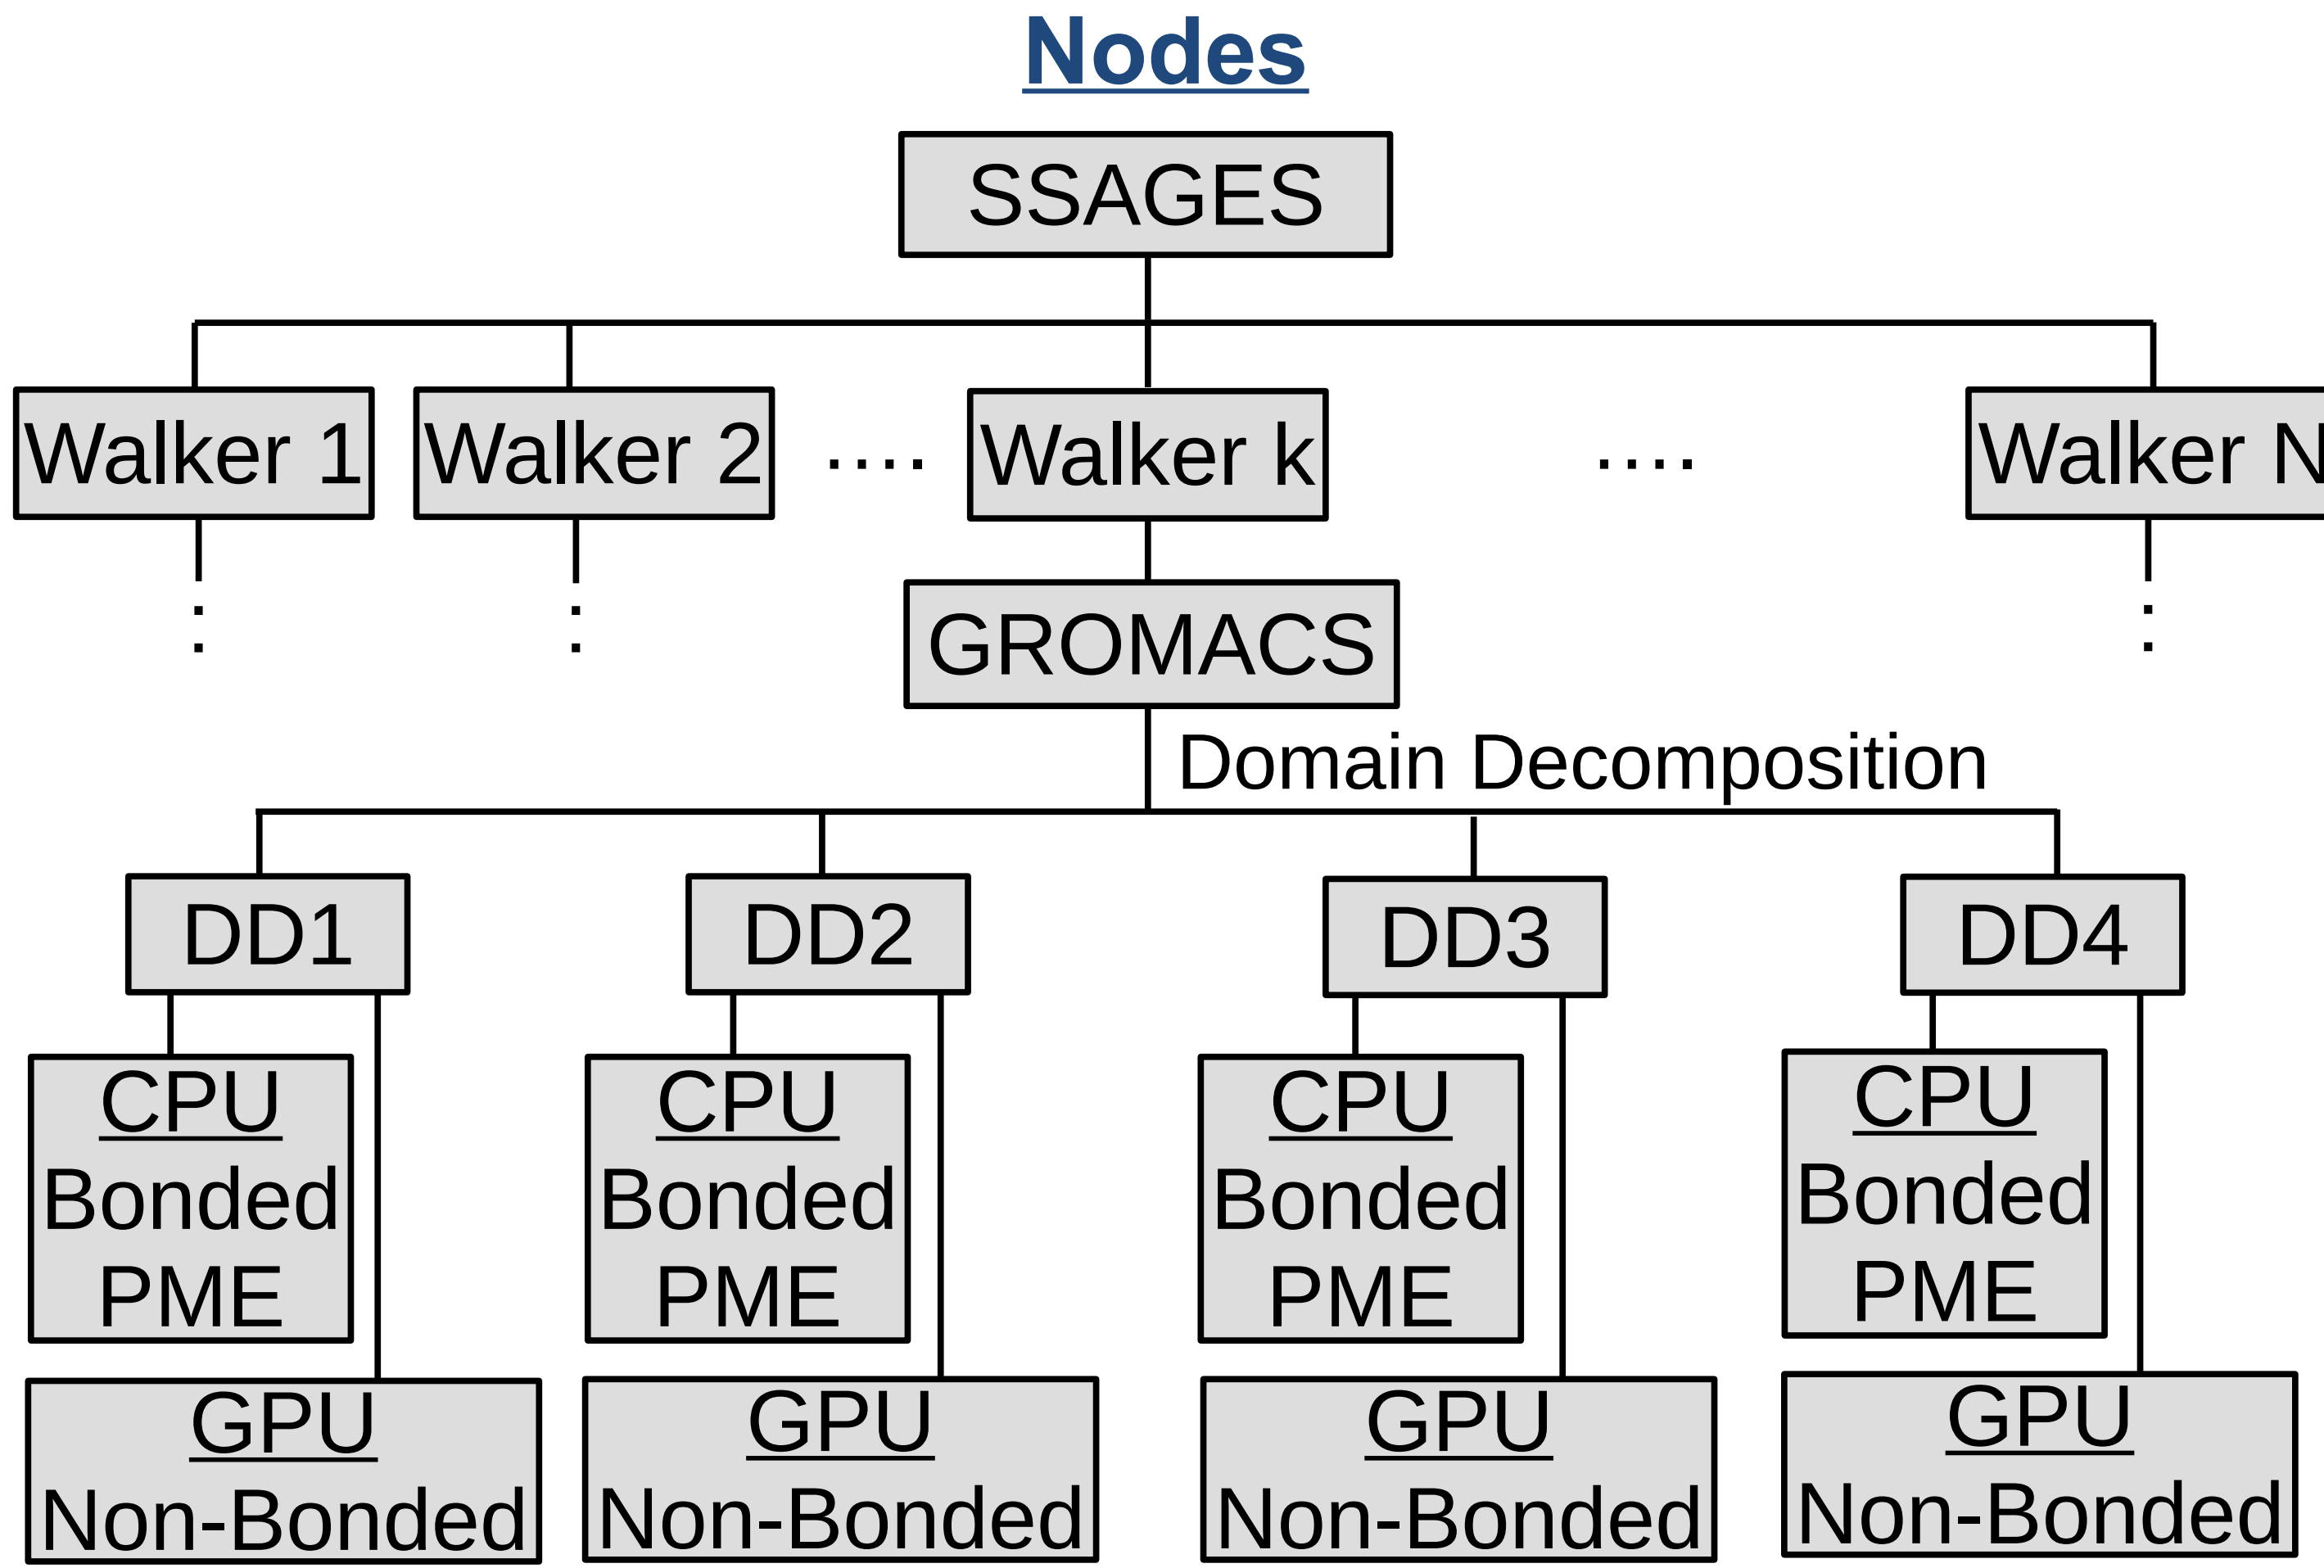 Nodes
SSAGES
Walker 1
Walker 2
....
Walker k
....
Walker N
:
:
GROMACS
:
Domain Decomposition
DD1
DD2
DD3
DD4
CPU
Bonded
PME
CPU
Bonded
PME
CPU
Bonded
PME
CPU
Bonded
PME
GPU
Non-Bonded
GPU
Non-Bonded
GPU
Non-Bonded
GPU
Non-Bonded